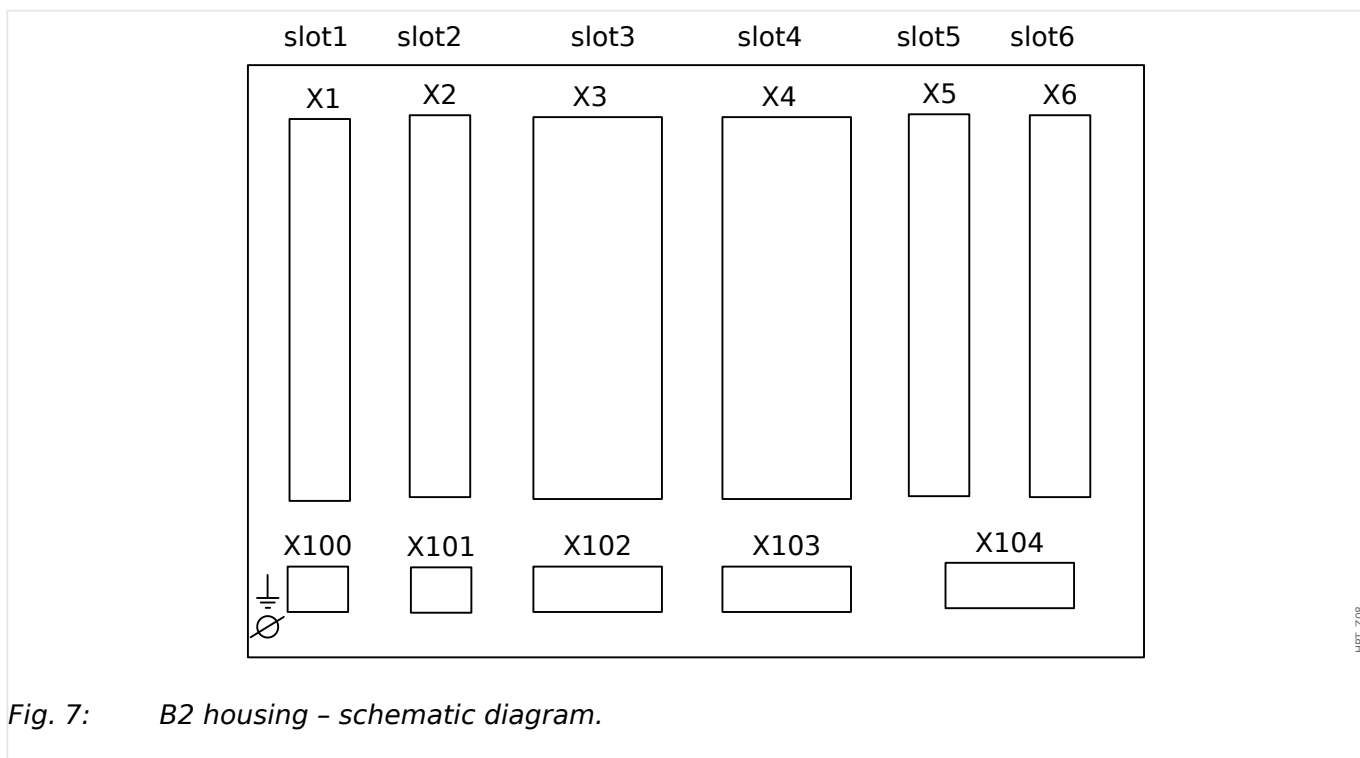 slot1 slot2 slot3 slot4 slot5 slot6
X1 X2 X3 X4 X5 X6
X100 X101 X102 X103 X104
Fig. 7: B2 housing – schematic diagram.